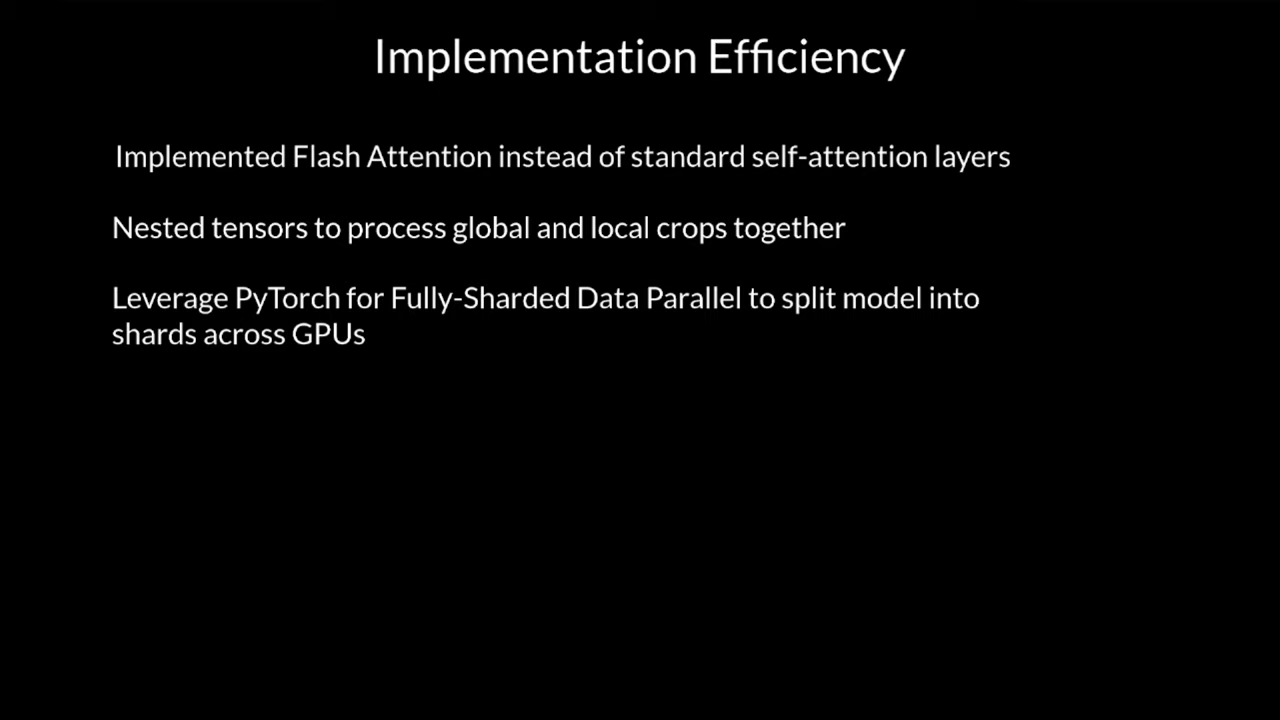 Implementation Efficiency
Implemented Flash Attention instead of standard self-attention layers
Nested tensors to process global and local crops together
Leverage PyTorch for Fully-Sharded Data Parallel to split model into
shards across GPUs